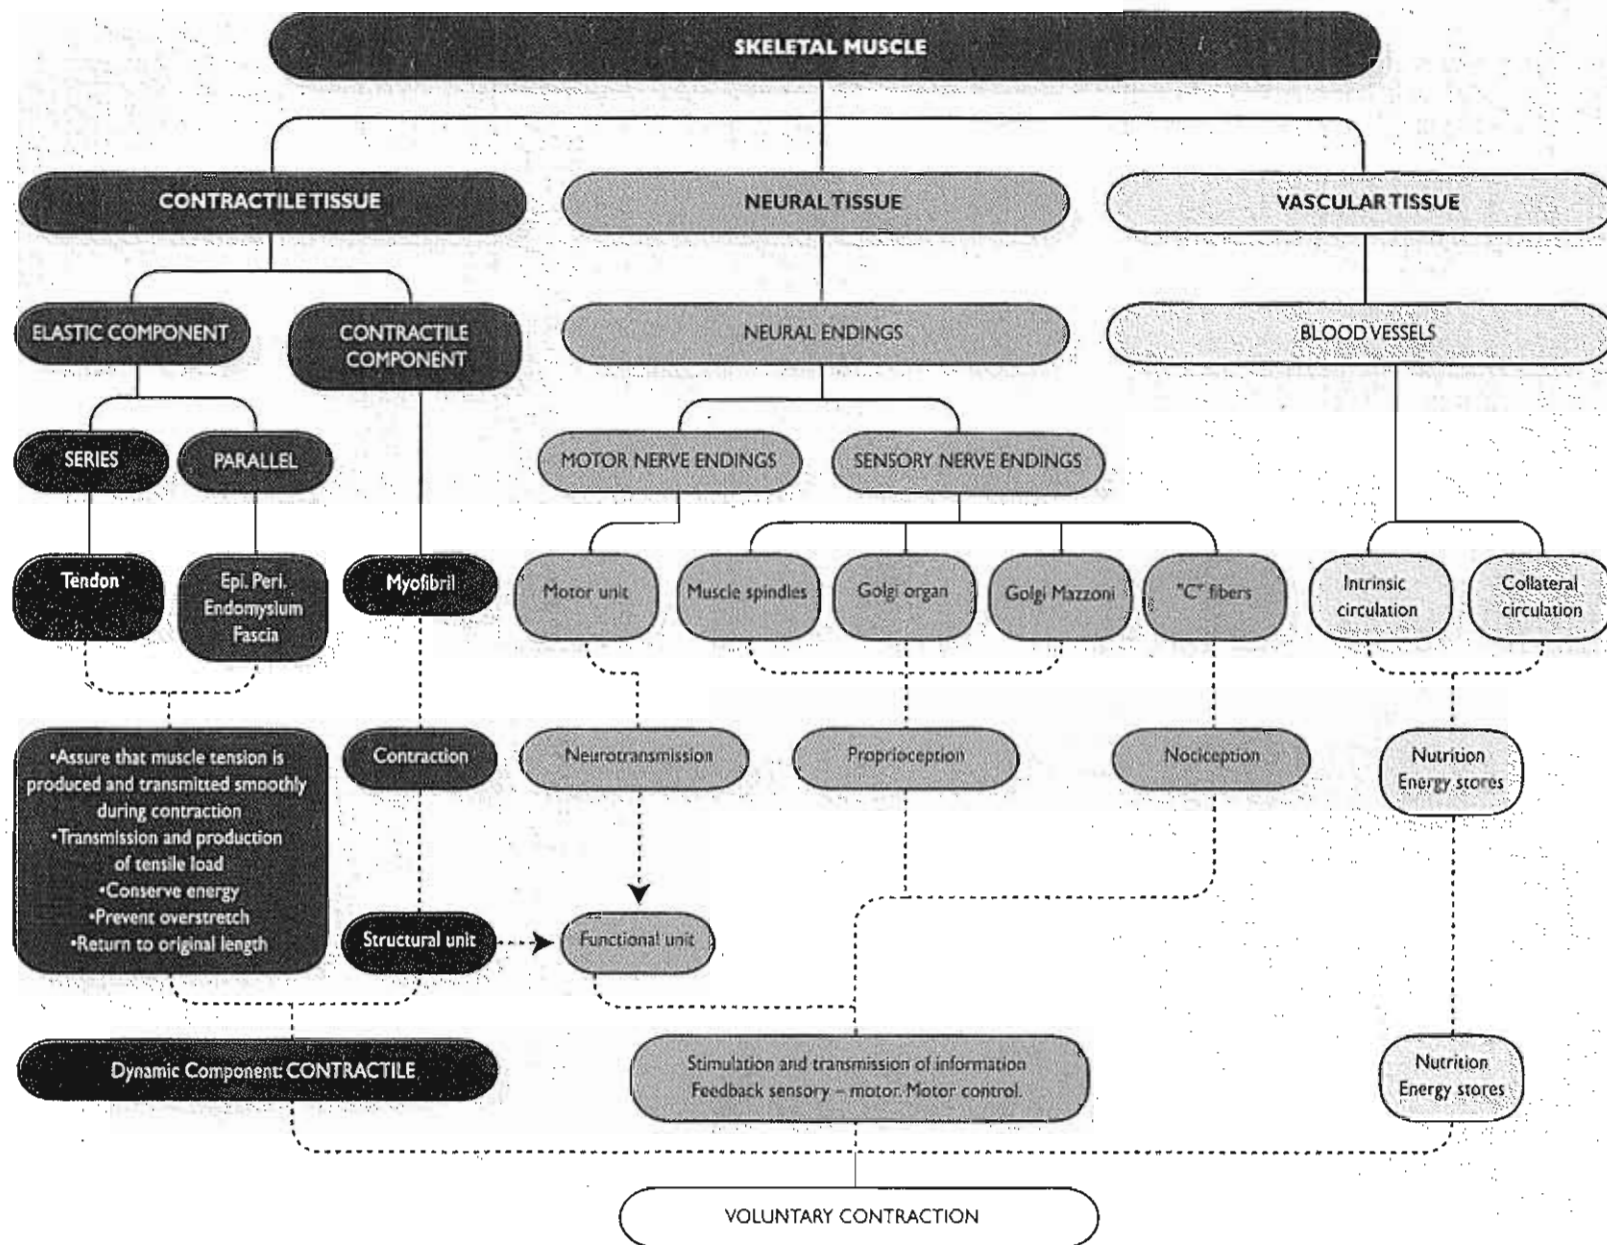 SKELETAL MUSCLE
CONTRACTILE TISSUE
NEURAL TISSUE
VASCULAR TISSUE
ELASTIC COMPONENT
CONTRACTILE
COMPONENT
NEURAL ENDINGS
BLOOD VESSELS
SERIES
PARALLEL
MOTOR NERVE ENDINGS
SENSORY NERVE ENDINGS
Tendon
Epi. Peri.
Endomysium
Fascia
Myofibril
Motor unit
Muscle spindles
Golgi organ
Golgi Mazzoni
"C" fibers
Intrinsic
circulation
Collateral
circulation
•Assure that muscle tension is
produced and transmitted smoothly
during contraction
•Transmission and production
of tensile load
•Conserve energy
•Prevent overstretch
•Return to original length
Contraction
Neurotransmission
Proprioception
Nociception
Nutrition
Energy stores
Structural unit
Functional unit
Dynamic Component: CONTRACTILE
Stimulation and transmission of information
Feedback sensory – motor. Motor control.
Nutrition
Energy stores
VOLUNTARY CONTRACTION